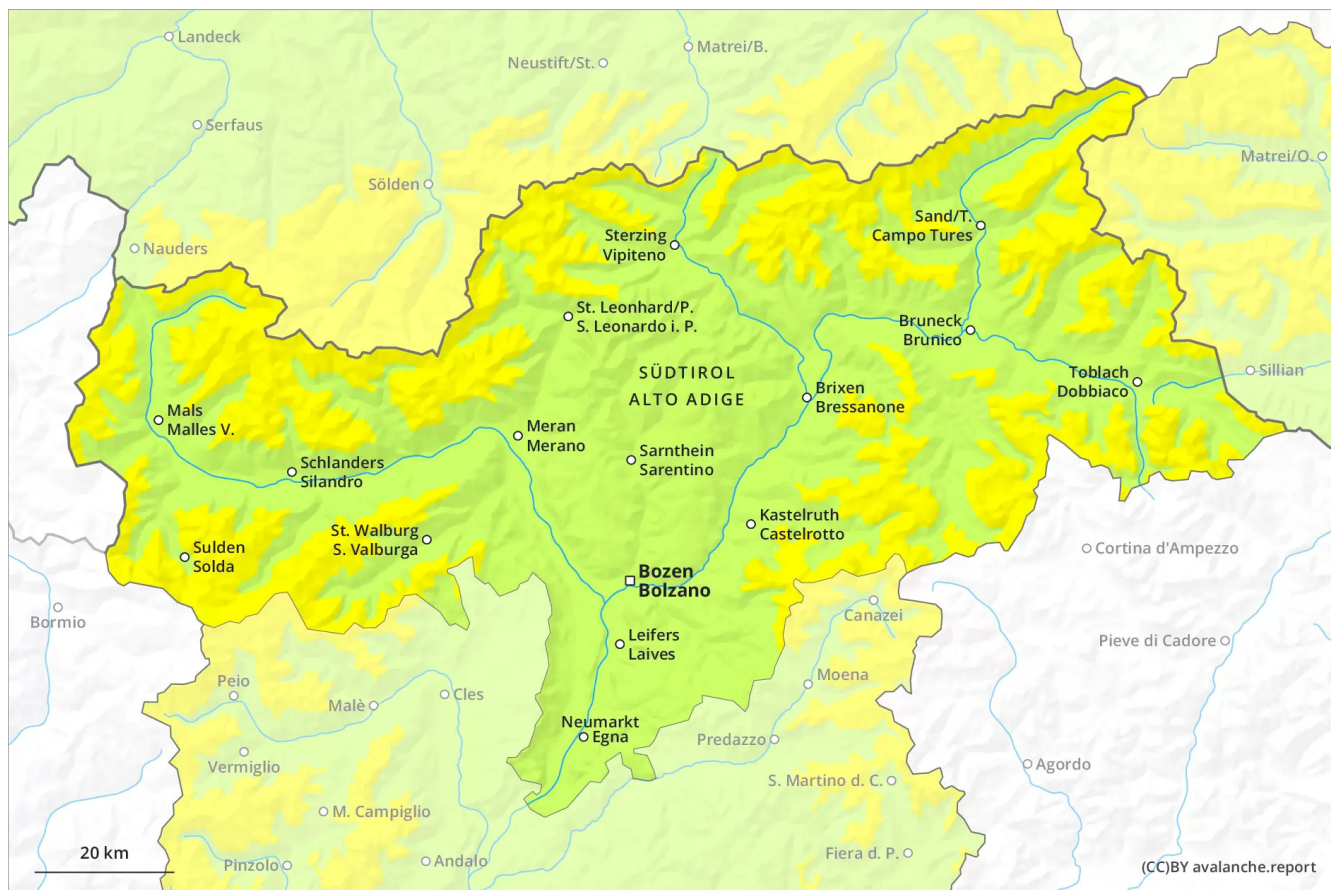 Landeck
Matrei/B.
Neustift/St.
Serfaus
Matrei/O.
Sölden
Sand/T.
Campo Tures
Nauders
Sterzing
Vipiteno
St. Leonhard/P.
S. Leonardo i. P.
Bruneck
Brunico
SÜDTIROL
ALTO ADIGE
Toblach
Dobbiaco
Sillian
Brixen
Bressanone
Mals
Malles V.
Meran
Merano
Sarnthein
Sarentino
Schlanders
Silandro
Kastelruth
Castelrotto
St. Walburg
S. Valburga
Sulden
Solda
Cortina d'Ampezzo
Bozen
Bolzano
Bormio
Canazei
Leifers
Laives
Pieve di Cadore
Peio
Malè
Cles
Moena
Neumarkt
Egna
Predazzo
Vermiglio
Agordo
S. Martino d. C.
M. Campiglio
20 km
Pinzolo
Andalo
Fiera d. P.
(CC)BY avalanche.report